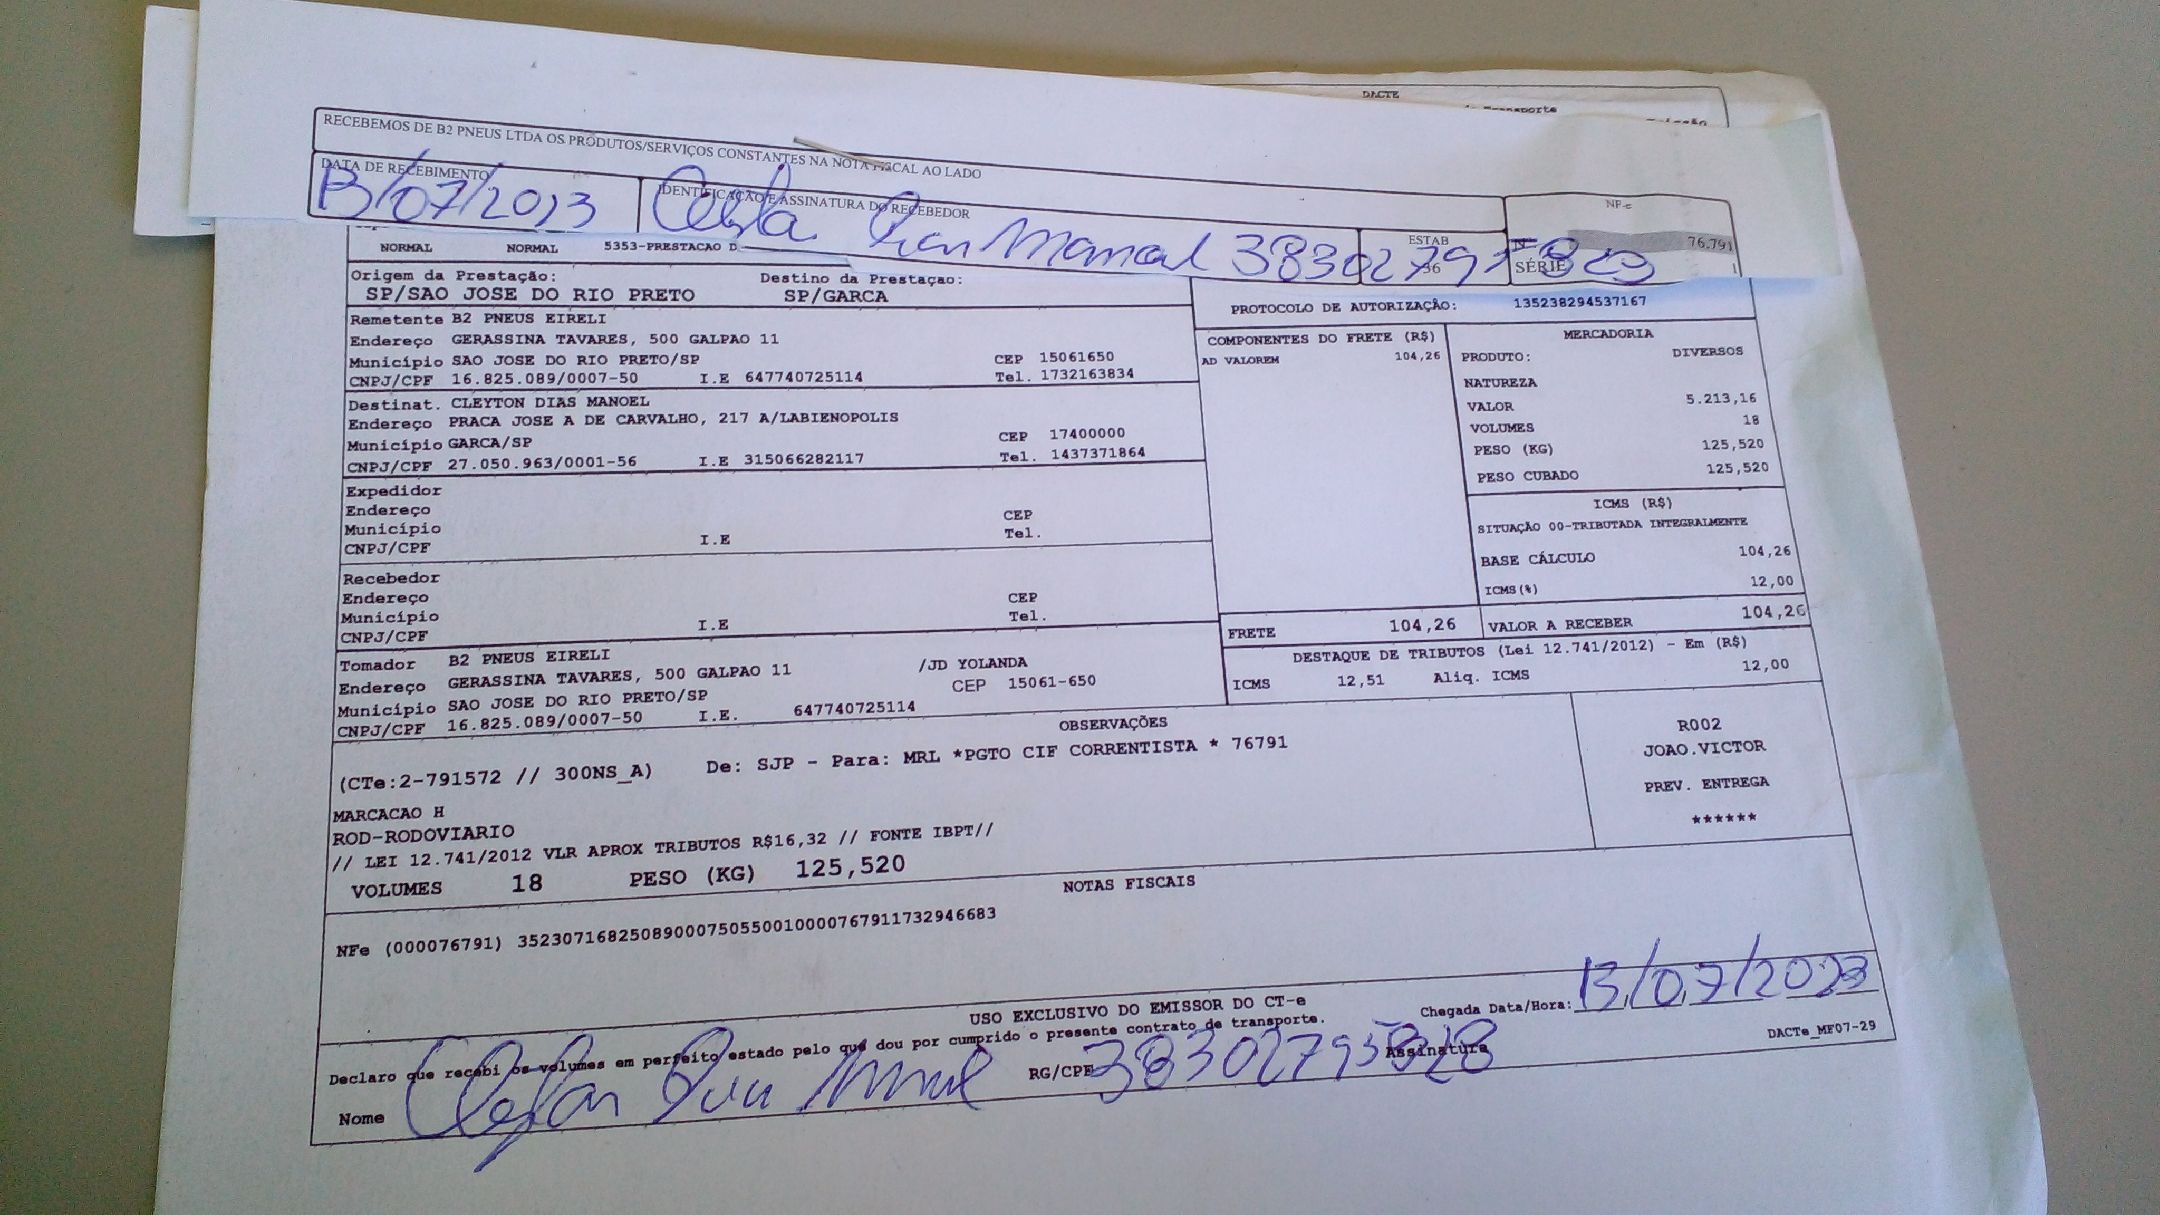 DACTE
RECEBEMOS DE B2 PNEUS LTDA OS PRODUTOS/SERVIÇOS CONSTANTES NA NOTA FISCAL AO LADO
DATA DE RECEBIMENTO
IDENTIFICAÇÃO E ASSINATURA DO RECEBEDOR
13/07/2023
ESTAB
36
NF-e
Nº 76.791
SÉRIE 1
NORMAL NORMAL 5353-PRESTACAO D
Origem da Prestação: Destino da Prestaçao:
SP/SAO JOSE DO RIO PRETO SP/GARCA
PROTOCOLO DE AUTORIZAÇÃO: 135238294537167
Remetente B2 PNEUS EIRELI
Endereço GERASSINA TAVARES, 500 GALPAO 11
Município SAO JOSE DO RIO PRETO/SP CEP 15061650
CNPJ/CPF 16.825.089/0007-50 I.E 647740725114 Tel. 1732163834
Destinat. CLEYTON DIAS MANOEL
Endereço PRACA JOSE A DE CARVALHO, 217 A/LABIENOPOLIS
Município GARCA/SP CEP 17400000
CNPJ/CPF 27.050.963/0001-56 I.E 315066282117 Tel. 1437371864
Expedidor
Endereço
Município CEP
CNPJ/CPF I.E Tel.
Recebedor
Endereço CEP
Município Tel.
CNPJ/CPF I.E
Tomador B2 PNEUS EIRELI
Endereço GERASSINA TAVARES, 500 GALPAO 11 /JD YOLANDA
Município SAO JOSE DO RIO PRETO/SP CEP 15061-650
CNPJ/CPF 16.825.089/0007-50 I.E. 647740725114
COMPONENTES DO FRETE (R$)
AD VALOREM 104,26
MERCADORIA
PRODUTO: DIVERSOS
NATUREZA
VALOR 5.213,16
VOLUMES 18
PESO (KG) 125,520
PESO CUBADO 125,520
ICMS (R$)
SITUAÇÃO 00-TRIBUTADA INTEGRALMENTE
BASE CÁLCULO 104,26
ICMS(%) 12,00
FRETE 104,26 VALOR A RECEBER 104,26
DESTAQUE DE TRIBUTOS (Lei 12.741/2012) - Em (R$)
ICMS 12,51 Aliq. ICMS 12,00
OBSERVAÇÕES
(CTe:2-791572 // 300NS_A) De: SJP - Para: MRL *PGTO CIF CORRENTISTA * 76791
MARCACAO H
ROD-RODOVIARIO
// LEI 12.741/2012 VLR APROX TRIBUTOS R$16,32 // FONTE IBPT//
VOLUMES 18 PESO (KG) 125,520
R002
JOAO.VICTOR
PREV. ENTREGA
******
NOTAS FISCAIS
NFe (000076791) 35230716825089000750550010000767911732946683
USO EXCLUSIVO DO EMISSOR DO CT-e
Declaro que recebi os volumes em perfeito estado pelo que dou por cumprido o presente contrato de transporte.
Chegada Data/Hora: 13/07/2023
Nome
RG/CPF 38302795828
Assinatura
DACTe_MF07-29